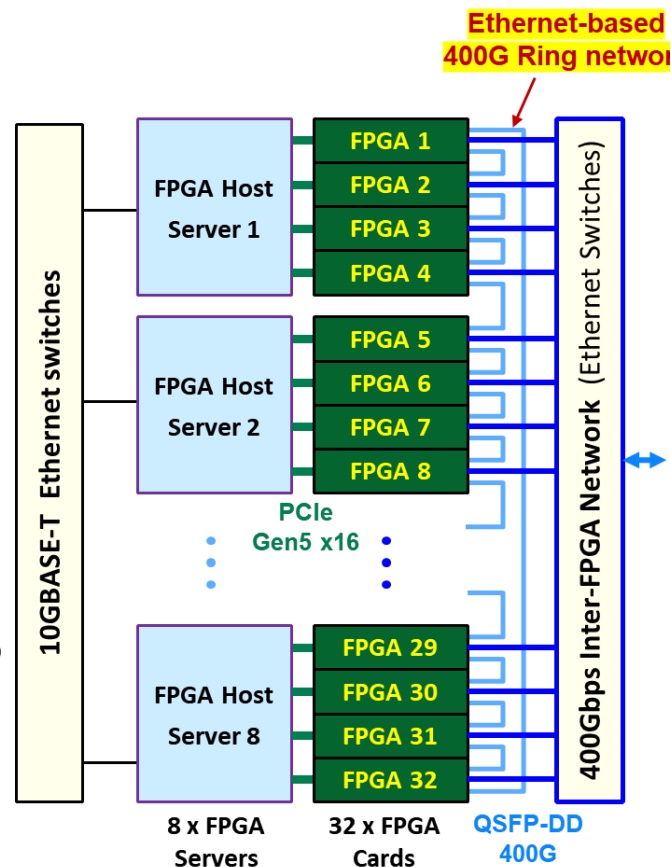 Ethernet-based
400G Ring networ
10GBASE-T Ethernet switches
FPGA Host
Server 1
FPGA 1
FPGA 2
FPGA 3
FPGA 4
FPGA Host
Server 2
FPGA 5
FPGA 6
FPGA 7
FPGA 8
PCIe
Gen5 x16
FPGA Host
Server 8
FPGA 29
FPGA 30
FPGA 31
FPGA 32
400Gbps Inter-FPGA Network (Ethernet Switches)
8 x FPGA
Servers
32 x FPGA
Cards
QSFP-DD
400G